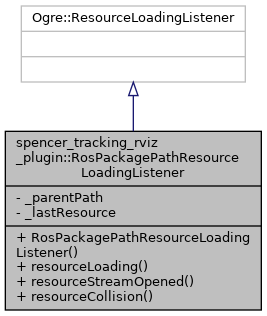 Ogre::ResourceLoadingListener
spencer_tracking_rviz
_plugin::RosPackagePathResource
LoadingListener
- _parentPath
- _lastResource
+ RosPackagePathResourceLoading
Listener()
+ resourceLoading()
+ resourceStreamOpened()
+ resourceCollision()